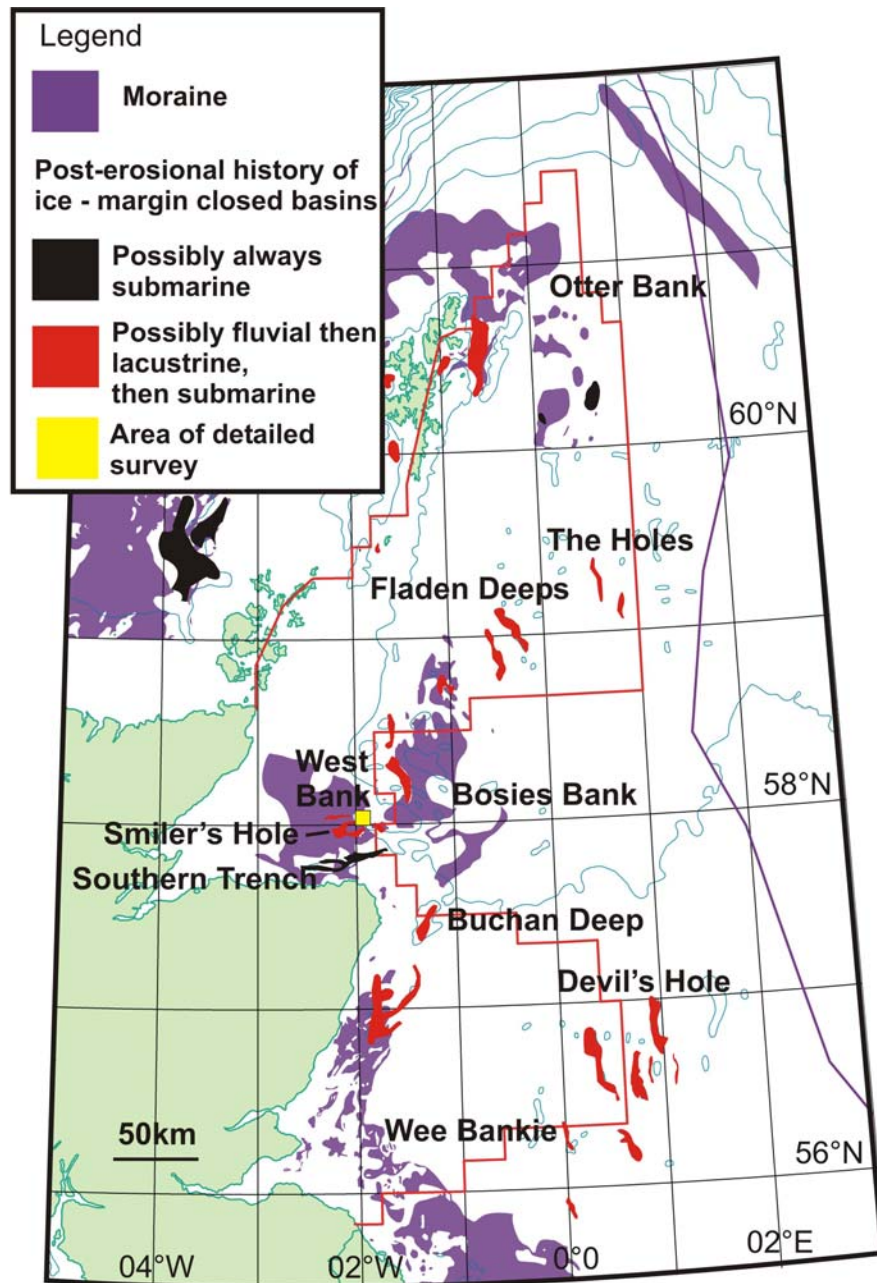 Legend
Moraine
Post-erosional history of
ice - margin closed basins
Possibly always
submarine
Possibly fluvial then
lacustrine,
then submarine
Area of detailed
survey
Otter Bank
60°N
The Holes
Fladen Deeps
West
Bank
58°N
Bosies Bank
Smiler's Hole
Southern Trench
Buchan Deep
Devil's Hole
50km
Wee Bankie
56°N
04°W
02°W
0°0
02°E